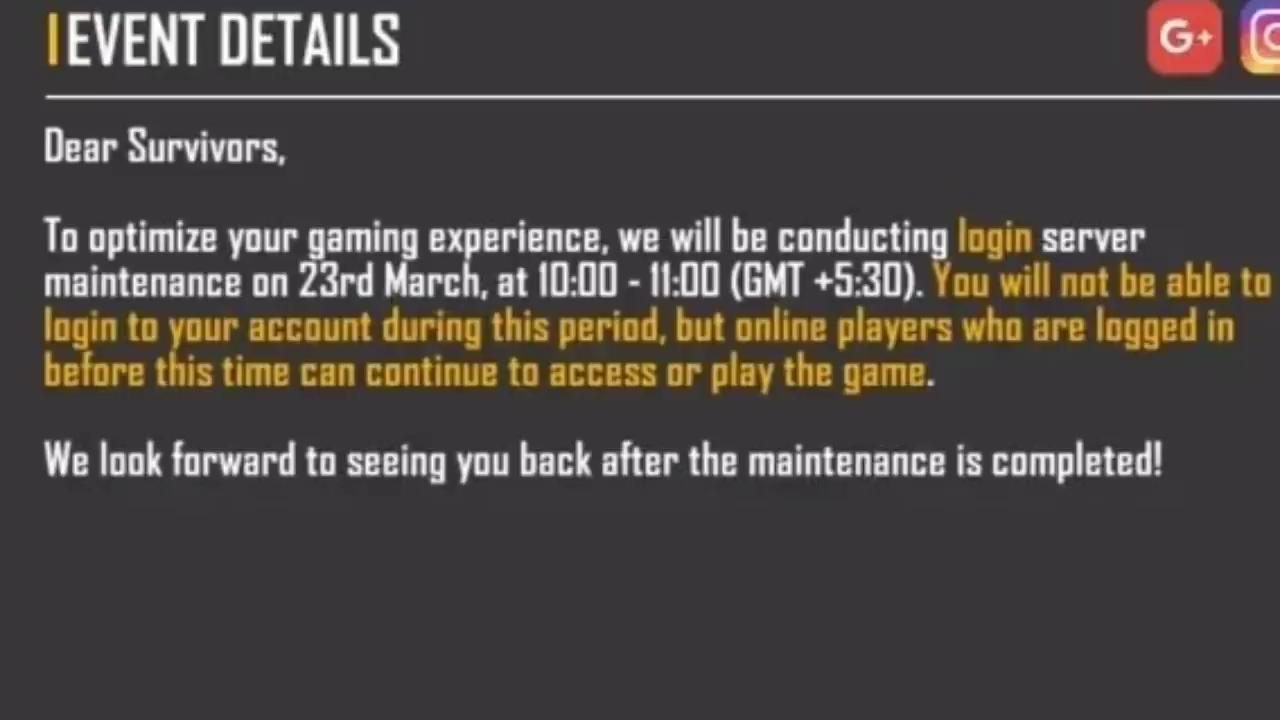 EVENT DETAILS
G+
Dear Survivors,
To optimize your gaming experience, we will be conducting login server
maintenance on 23rd March, at 10:00 - 11:00 (GMT +5:30). You will not be able to
login to your account during this period, but online players who are logged in
before this time can continue to access or play the game.
We look forward to seeing you back after the maintenance is completed!